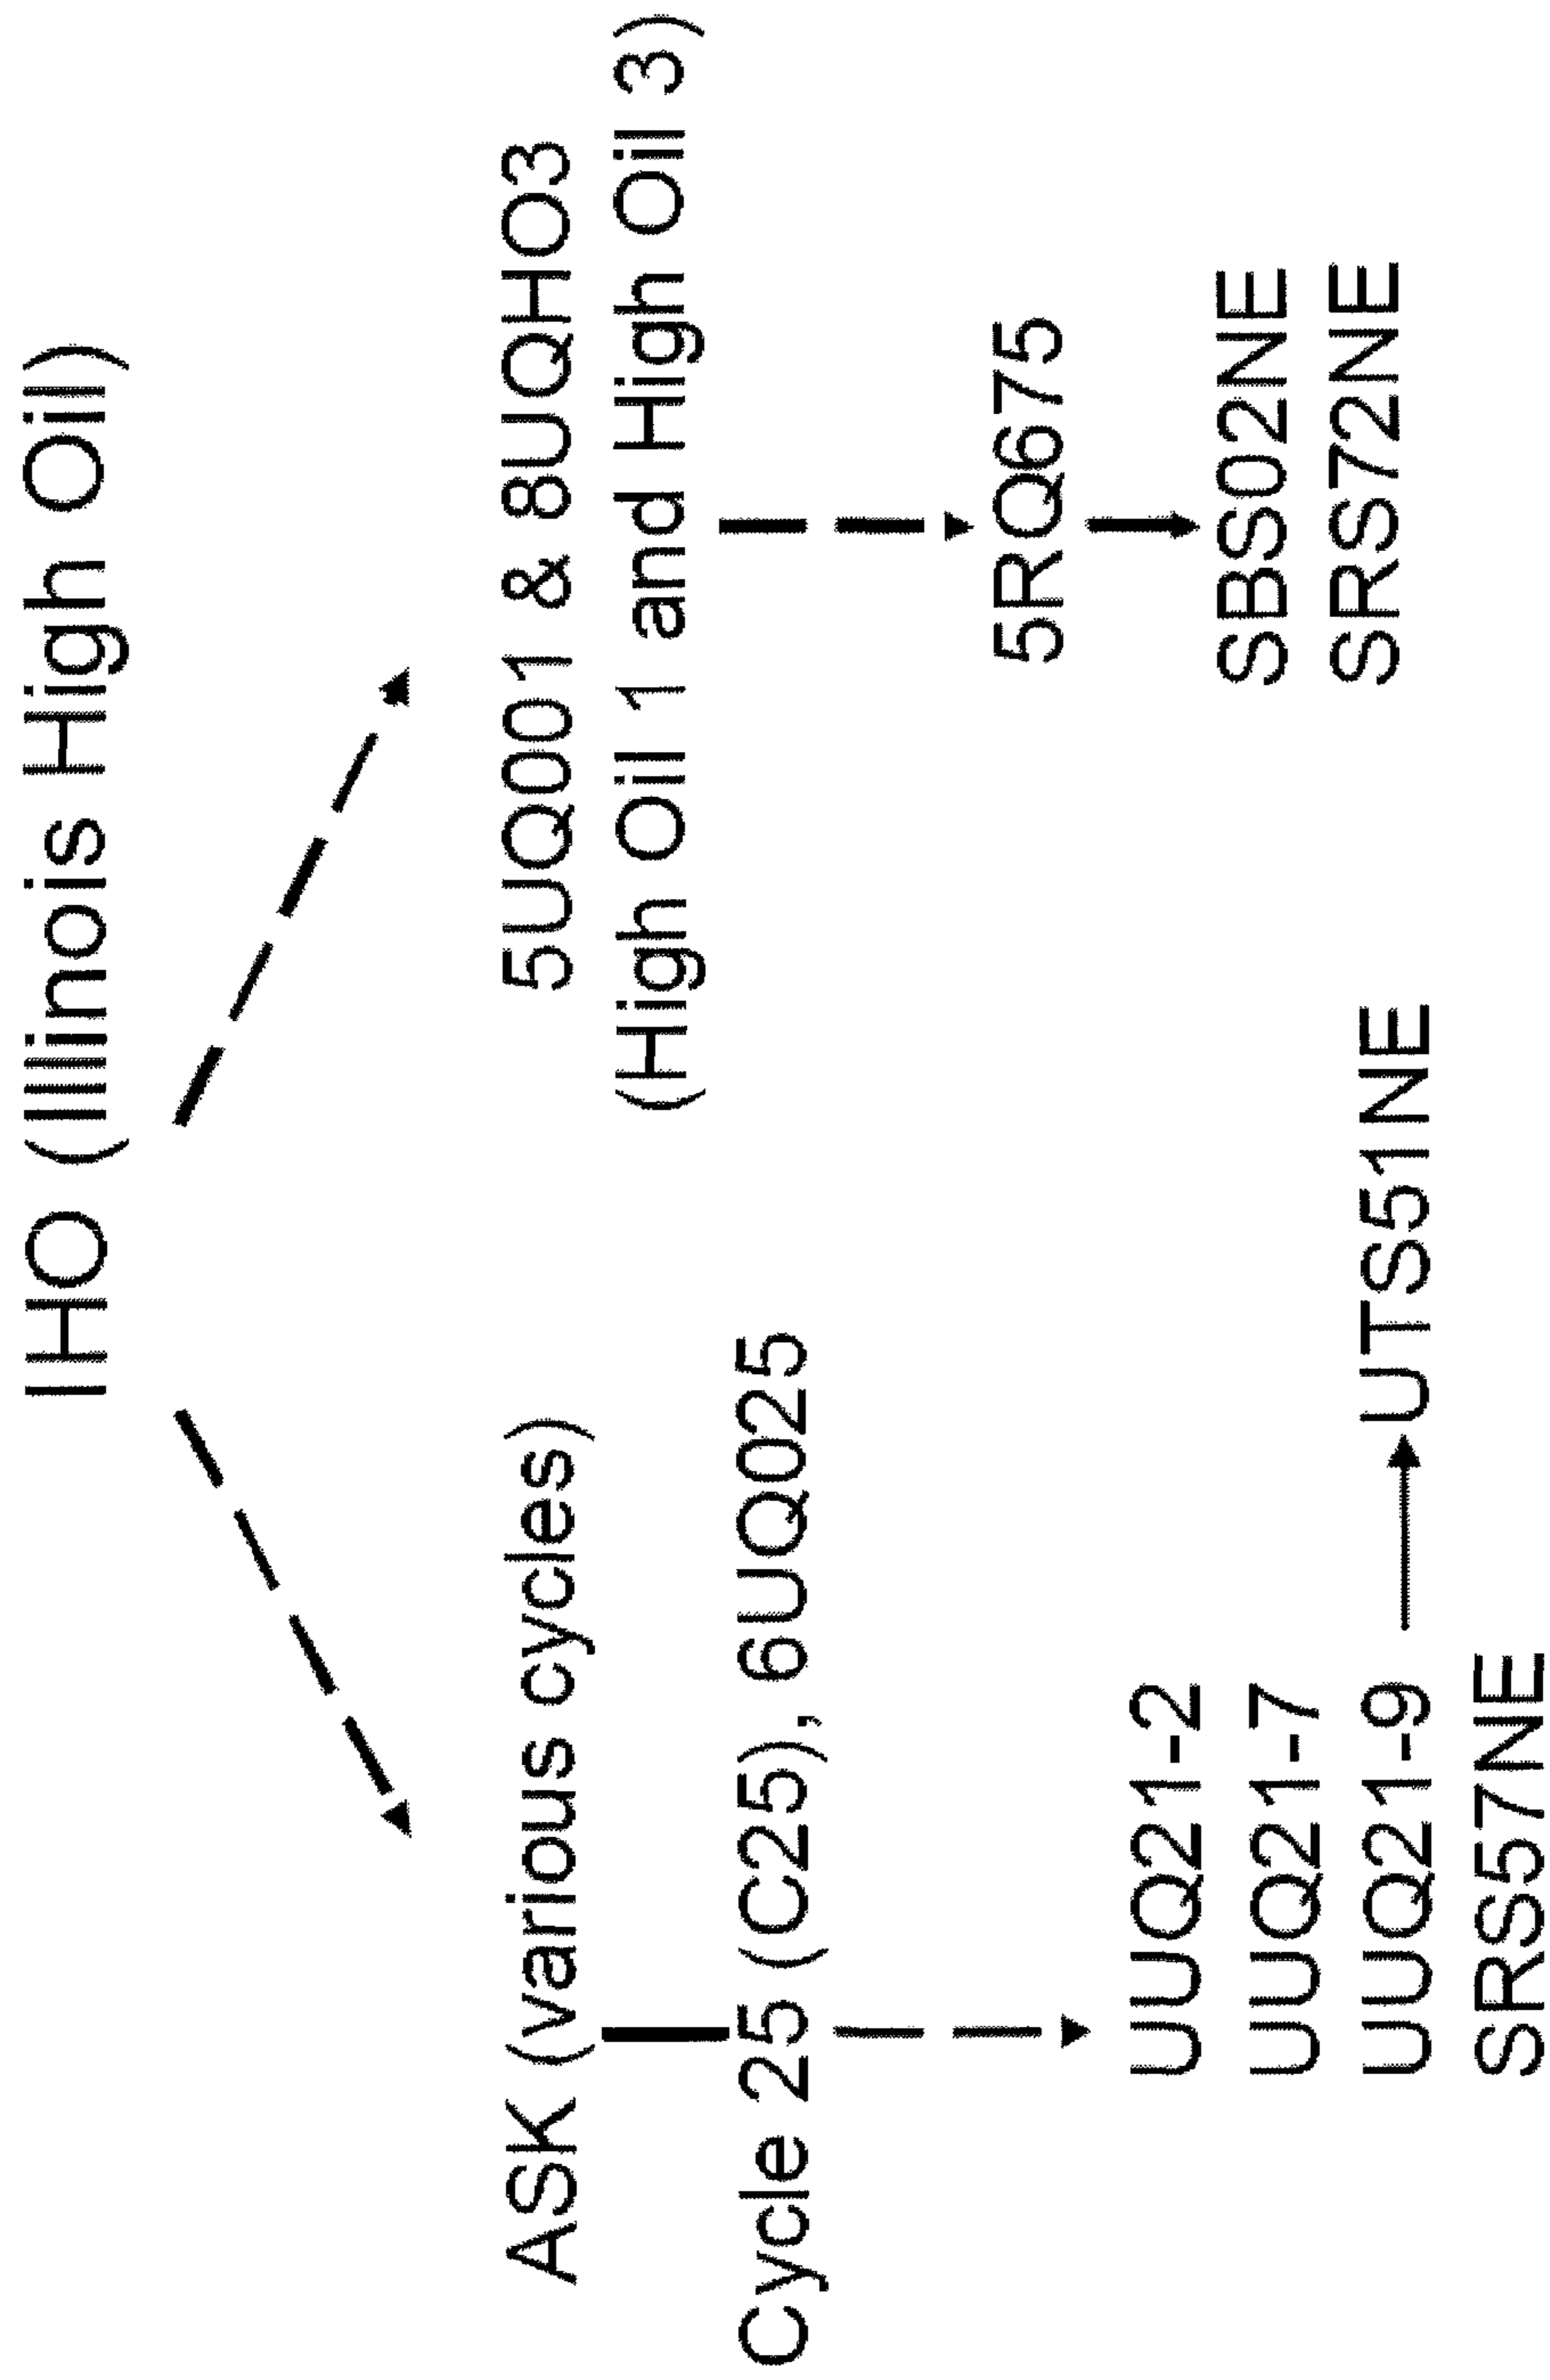 IHO (Illinois High Oil)
ASK (various cycles)
Cycle 25 (C25), 6UQ025
UUQ21-2
UUQ21-7
UUQ21-9
SRS57NE
UTS51NE
5UQ001 & 8UQHO3
(High Oil 1 and High Oil 3)
5RQ675
SBS02NE
SRS72NE